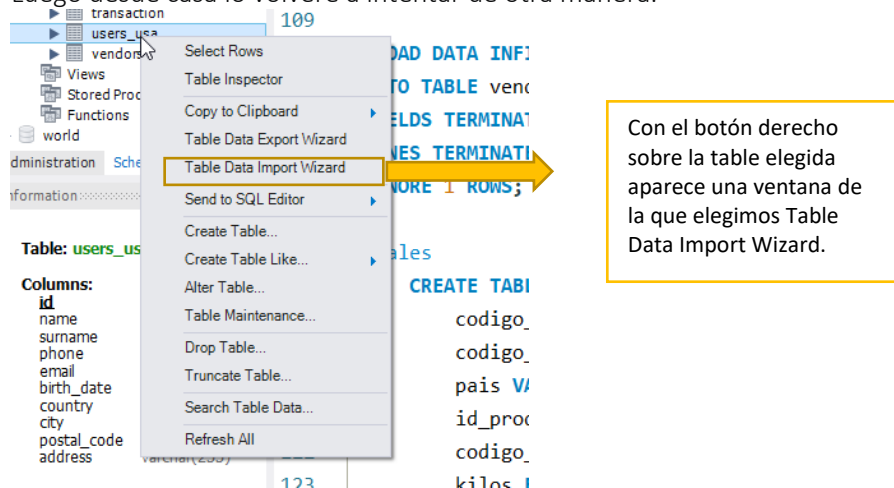 Luego desde casa lo volveré a intentar de otra manera.
transaction
users_usa
vendors
Views
Stored Proc
Functions
world
dministration Sche
nformation
Table: users_us
Columns:
id
name
surname
phone
email
birth_date
country
city
postal_code
address varchar(255)
Select Rows
Table Inspector
Copy to Clipboard
Table Data Export Wizard
Table Data Import Wizard
Send to SQL Editor
Create Table...
Create Table Like...
Alter Table...
Table Maintenance...
Drop Table...
Truncate Table...
Search Table Data...
Refresh All
109
OAD DATA INFI
TO TABLE vend
ELDS TERMINAT
NES TERMINATE
NORE 1 ROWS;
ales
CREATE TABL
codigo_
codigo_
pais VA
id_prod
codigo_
123 kilos
Con el botón derecho
sobre la table elegida
aparece una ventana de
la que elegimos Table
Data Import Wizard.